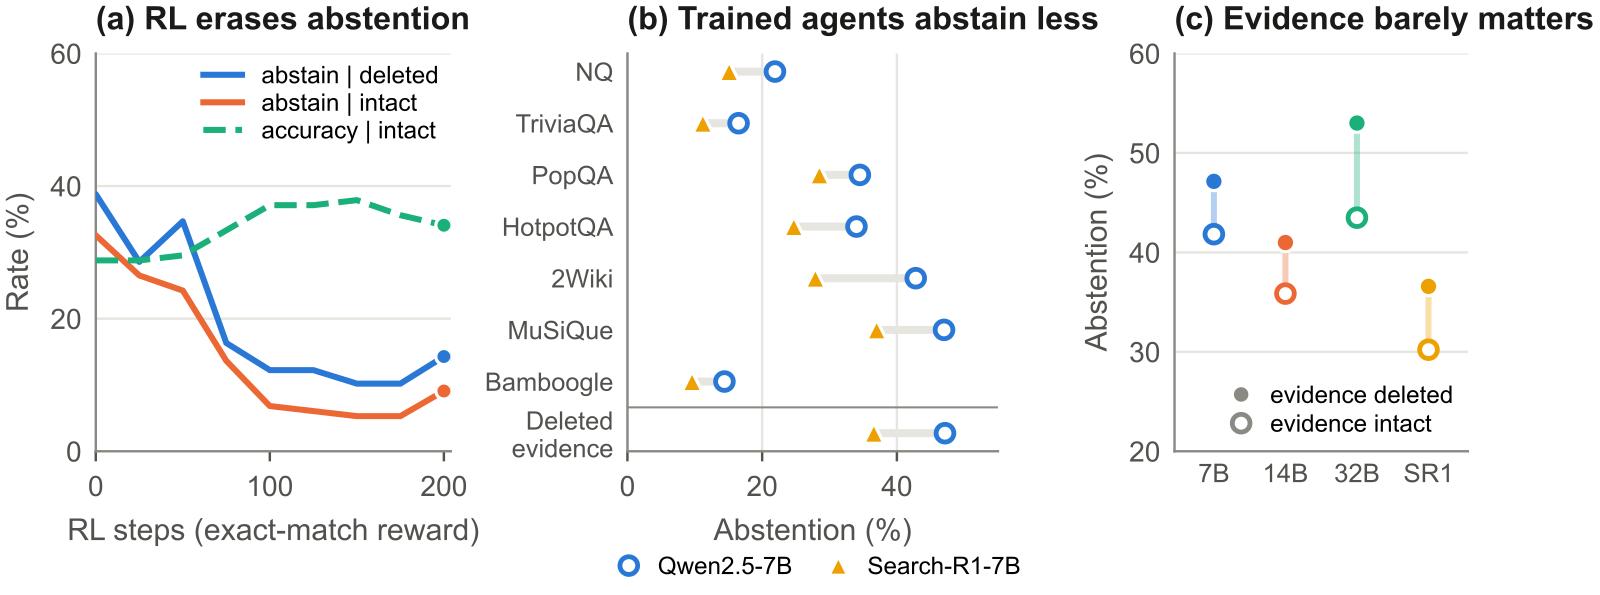 (a) RL erases abstention
60
40
20
0
Rate (%)
abstain | deleted
abstain | intact
accuracy | intact
0 100 200
RL steps (exact-match reward)
(b) Trained agents abstain less
NQ
TriviaQA
PopQA
HotpotQA
2Wiki
MuSiQue
Bamboogle
Deleted
evidence
0 20 40
Abstention (%)
Qwen2.5-7B Search-R1-7B
(c) Evidence barely matters
60
50
40
30
20
Abstention (%)
evidence deleted
evidence intact
7B 14B 32B SR1